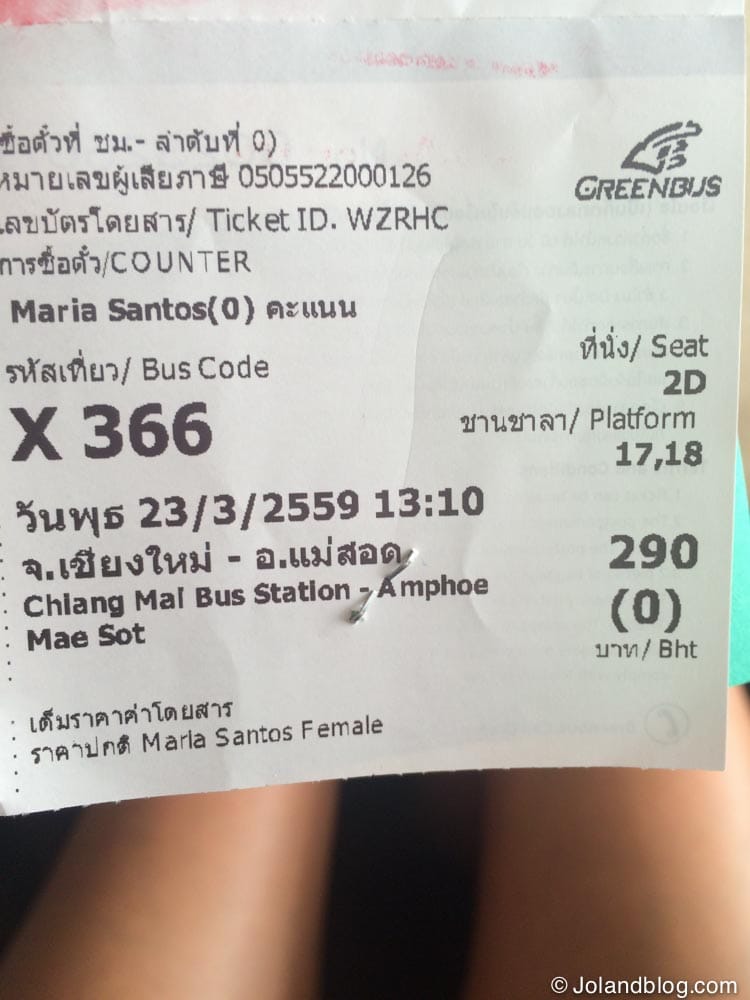 ซื้อตั๋วที่ ชม.- ลำดับที่ 0)
หมายเลขผู้เสียภาษี 0505522000126
GREENBUS
เลขบัตรโดยสาร/ Ticket ID. WZRHC
การซื้อตั๋ว/COUNTER
Maria Santos(0) คะแนน
รหัสเที่ยว/ Bus Code
X 366
ที่นั่ง/ Seat
2D
ชานชาลา/ Platform
17,18
วันพุธ 23/3/2559 13:10
จ.เชียงใหม่ - อ.แม่สอด
Chiang Mai Bus Station - Amphoe
Mae Sot
290
(0)
บาท/ Bht
เต็มราคาค่าโดยสาร
ราคาปกติ Maria Santos Female
© Jolandblog.com